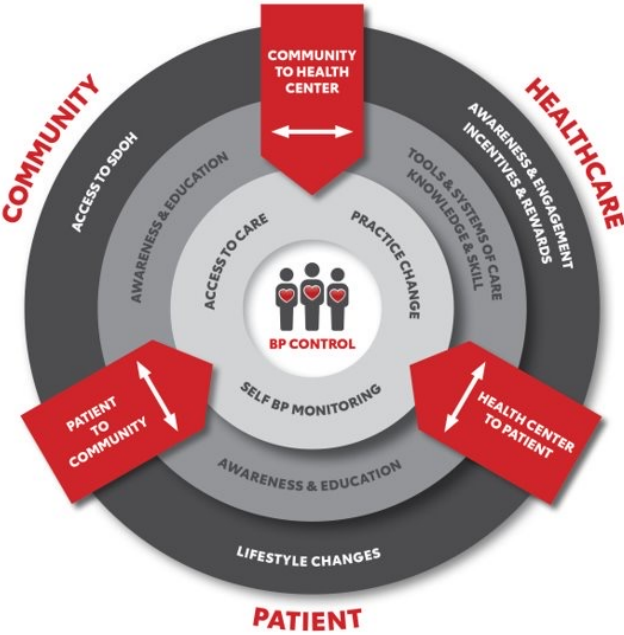 COMMUNITY
TO HEALTH
CENTER
COMMUNITY
HEALTHCARE
ACCESS TO SDOH
AWARENESS & ENGAGEMENT
INCENTIVES & REWARDS
AWARENESS & EDUCATION
TOOLS & SYSTEMS OF CARE
KNOWLEDGE & SKILL
ACCESS TO CARE
PRACTICE CHANGE
BP CONTROL
SELF BP MONITORING
PATIENT
TO
COMMUNITY
HEALTH CENTER
TO PATIENT
AWARENESS & EDUCATION
LIFESTYLE CHANGES
PATIENT